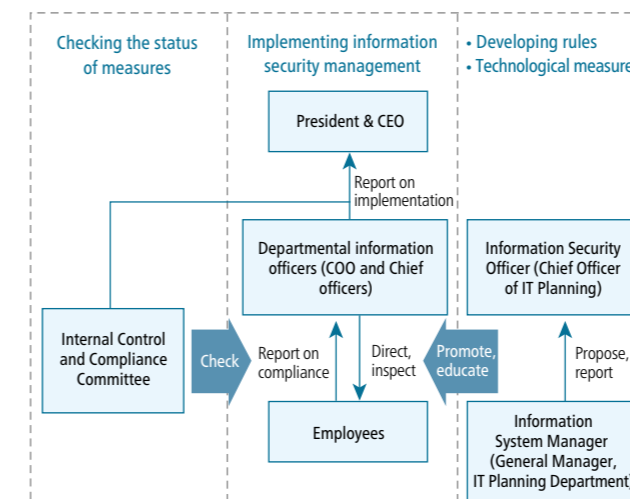 Checking the status
of measures
Implementing information
security management
• Developing rules
• Technological measure
President & CEO
Report on
implementation
Departmental information
officers (COO and Chief
officers)
Information Security
Officer (Chief Officer
of IT Planning)
Internal Control
and Compliance
Committee
Check
Report on
compliance
Direct,
inspect
Promote,
educate
Propose,
report
Employees
Information
System Manager
(General Manager,
IT Planning Department)